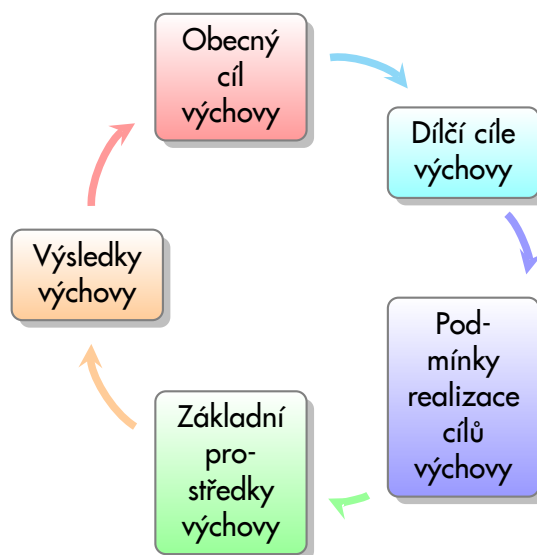 Obecný
cíl
výchovy
Dílčí cíle
výchovy
Pod-
mínky
realizace
cílů
výchovy
Základní
pro-
středky
výchovy
Výsledky
výchovy